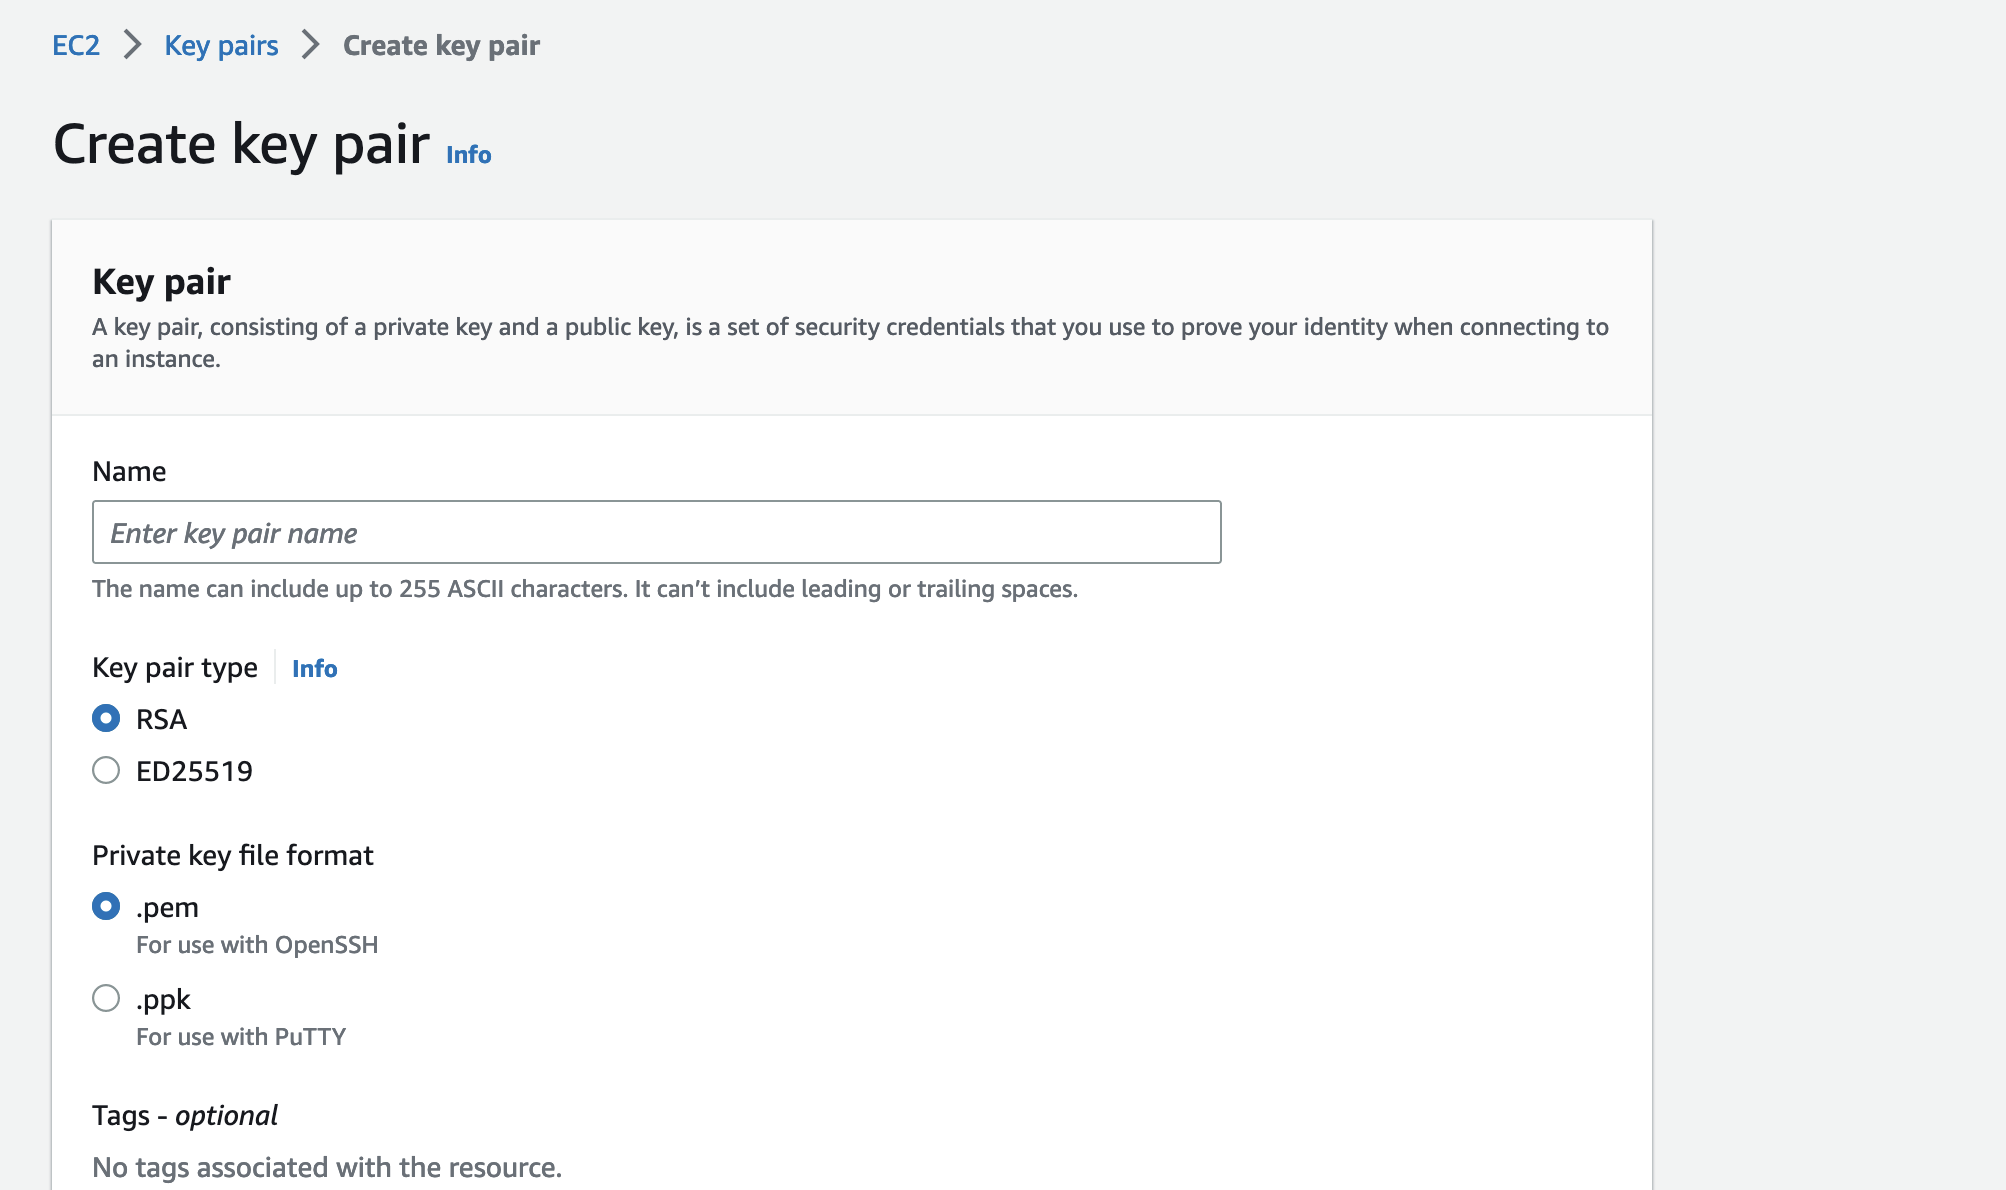 EC2 > Key pairs > Create key pair
Create key pair Info
Key pair
A key pair, consisting of a private key and a public key, is a set of security credentials that you use to prove your identity when connecting to
an instance.
Name
Enter key pair name
The name can include up to 255 ASCII characters. It can’t include leading or trailing spaces.
Key pair type Info
RSA
ED25519
Private key file format
.pem
For use with OpenSSH
.ppk
For use with PuTTY
Tags - optional
No tags associated with the resource.